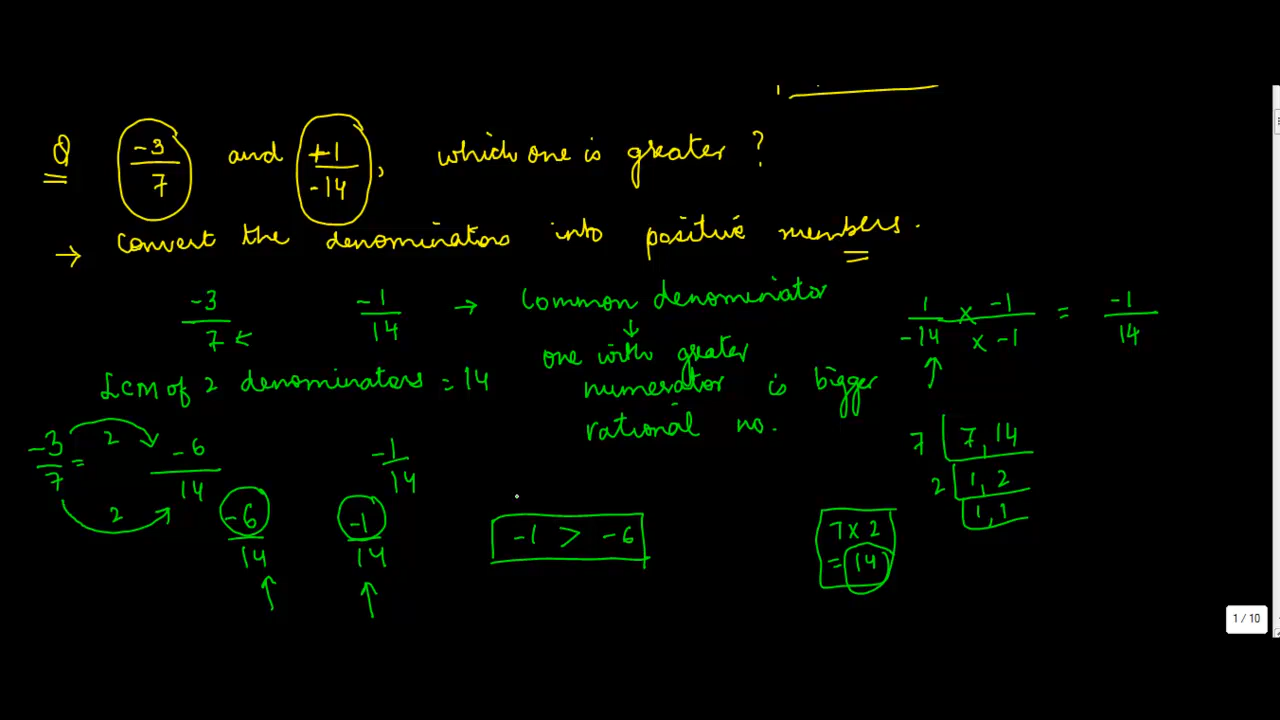 Q -3/7 and +1/-14, which one is greater ?
→ Convert the denominators into positive members.
-3/7 -1/14 → Common denominator
↓
one with greater
numerator is bigger
rational no.
1/-14 × -1/× -1 = -1/14
LCM of 2 denominators = 14
-3/7 = -6/14 -1/14
2
2
-6/14 -1/14
-1 > -6
7 | 7, 14
2 | 1, 2
1, 1
7 x 2
= 14
1 / 10